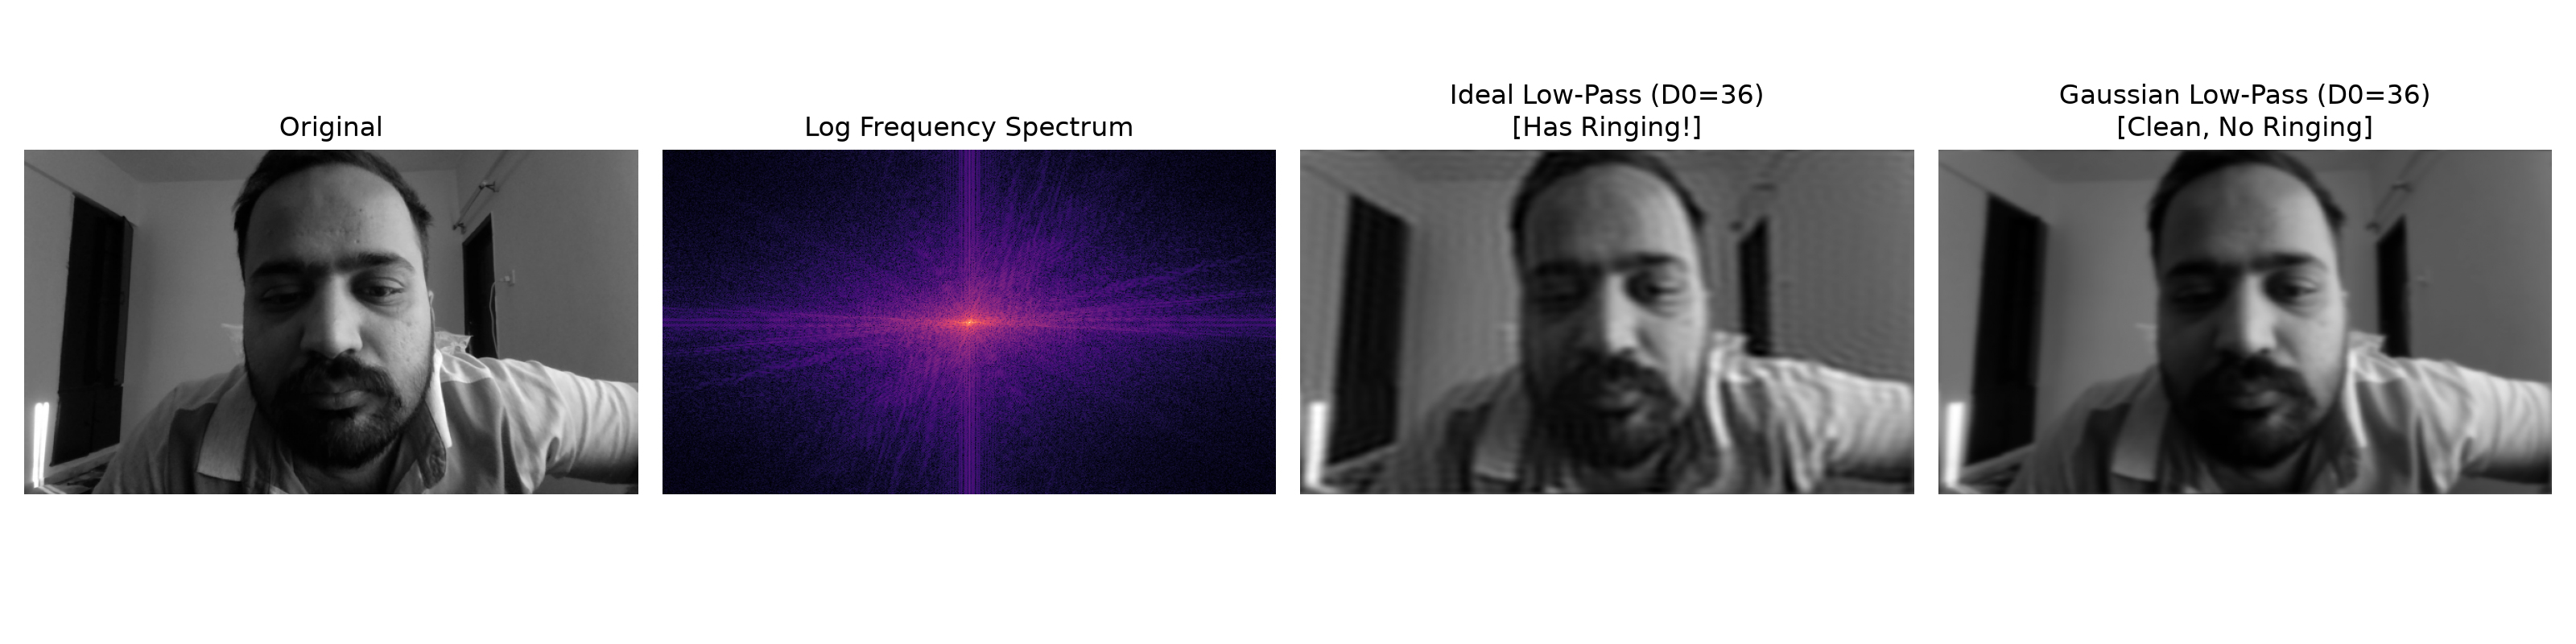 Original
Log Frequency Spectrum
Ideal Low-Pass (D0=36)
[Has Ringing!]
Gaussian Low-Pass (D0=36)
[Clean, No Ringing]